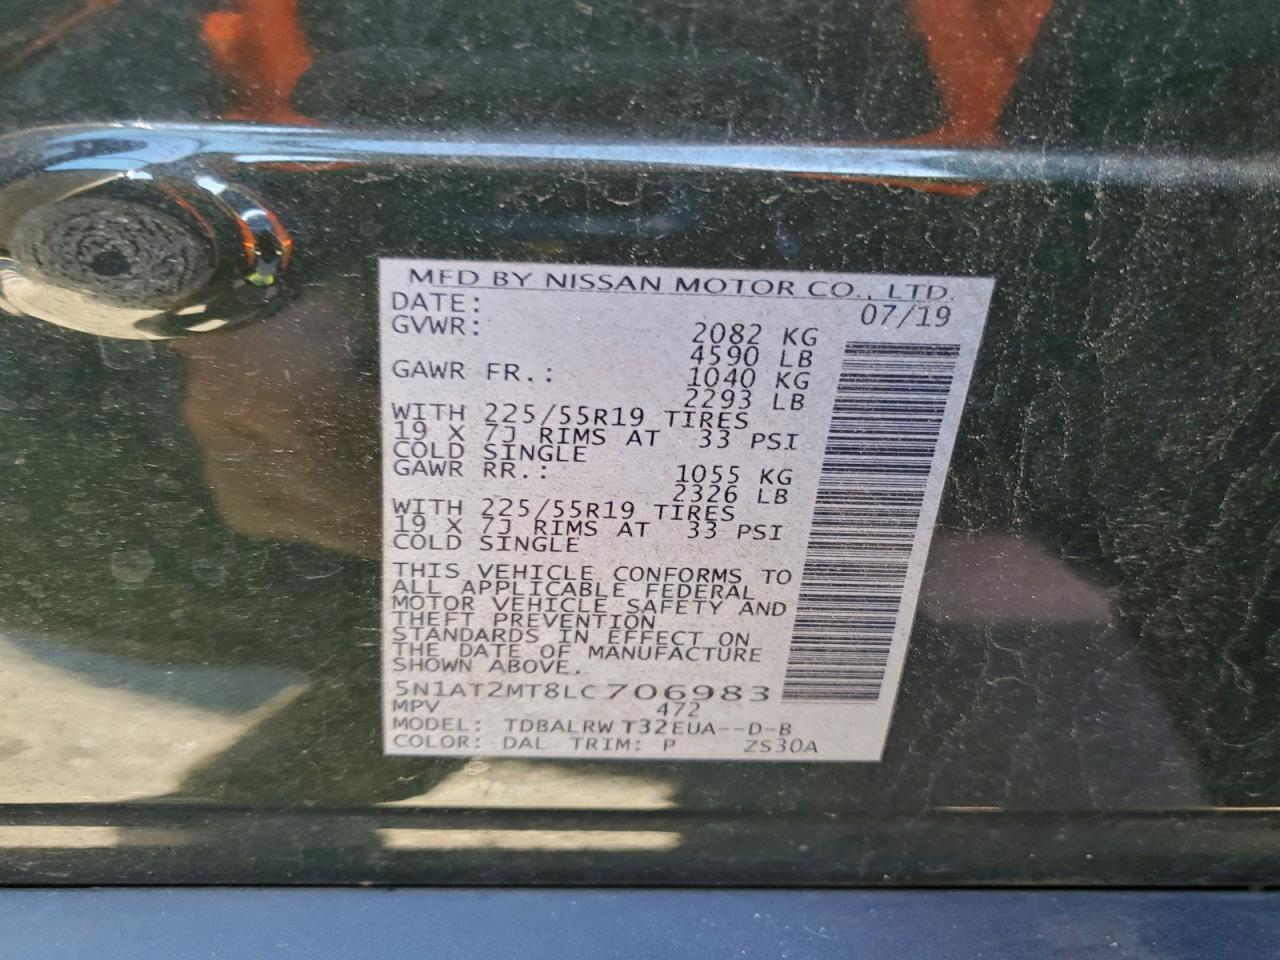 MFD BY NISSAN MOTOR CO., LTD.
DATE: 07/19
GVWR: 2082 KG
4590 LB
GAWR FR.: 1040 KG
2293 LB
WITH 225/55R19 TIRES
19 X 7J RIMS AT 33 PSI
COLD SINGLE
GAWR RR.: 1055 KG
2326 LB
WITH 225/55R19 TIRES
19 X 7J RIMS AT 33 PSI
COLD SINGLE
THIS VEHICLE CONFORMS TO
ALL APPLICABLE FEDERAL
MOTOR VEHICLE SAFETY AND
THEFT PREVENTION
STANDARDS IN EFFECT ON
THE DATE OF MANUFACTURE
SHOWN ABOVE.
5N1AT2MT8LC706983
MPV 472
MODEL: TDBALRW T32EUA--D-B
COLOR: DAL TRIM: P ZS30A